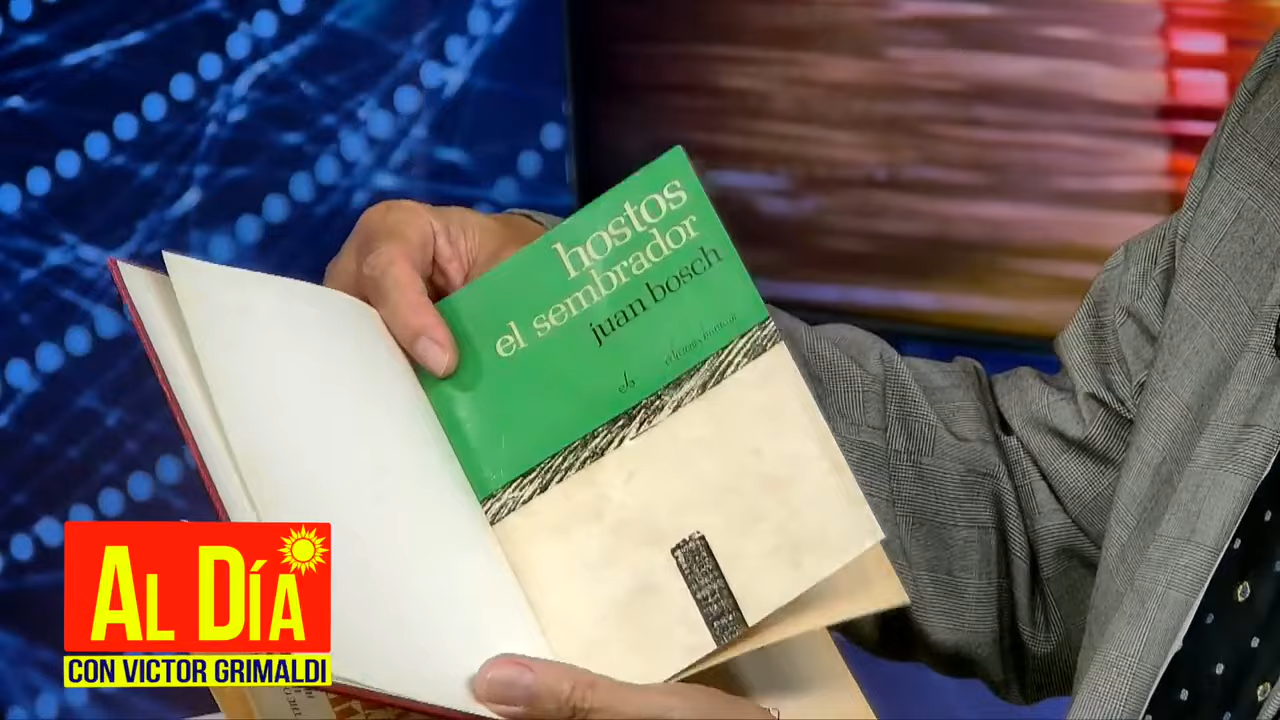 hostos
el sembrador
juan bosch
AL DÍA
CON VICTOR GRIMALDI